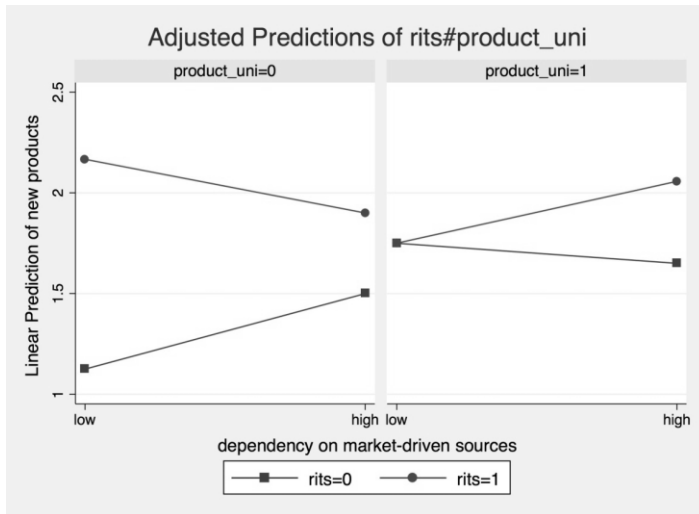 Adjusted Predictions of rits#product_uni
product_uni=0
product_uni=1
Linear Prediction of new products
2.5
2
1.5
1
low
high
low
high
dependency on market-driven sources
rits=0
rits=1